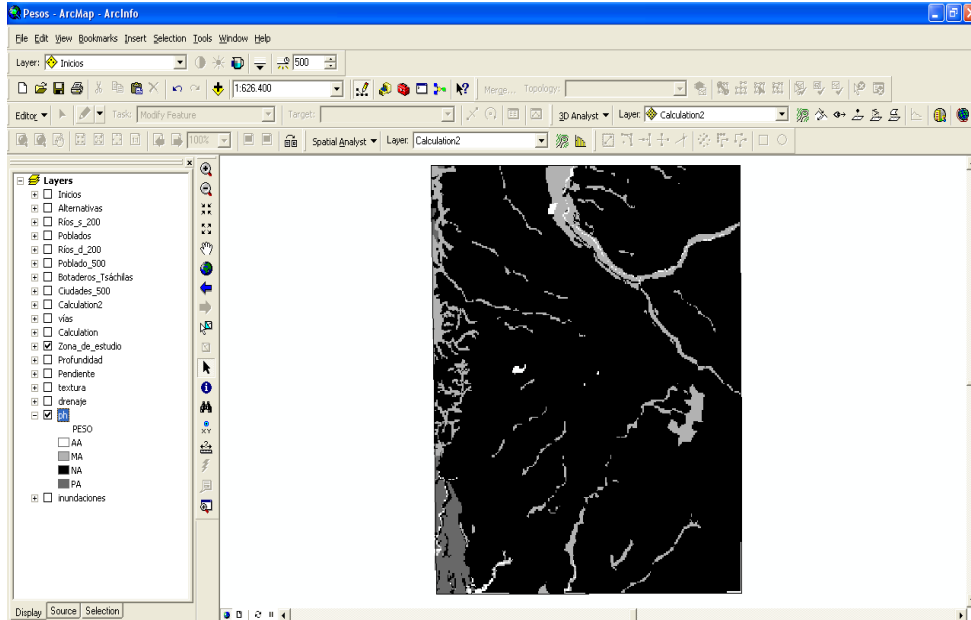 Pesos - ArcMap - ArcInfo
File Edit View Bookmarks Insert Selection Tools Window Help
Layer: Inicios 500
1:626.400 Merge... Topology:
Editor Task: Modify Feature Target: 3D Analyst Layer: Calculation2
100% Spatial Analyst Layer: Calculation2
Layers
Inicios
Alternativas
Ríos_s_200
Poblados
Ríos_d_200
Poblado_500
Botaderos_Tsáchilas
Ciudades_500
Calculation2
vías
Calculation
Zona_de_estudio
Profundidad
Pendiente
textura
drenaje
ph
PESO
AA
MA
NA
PA
inundaciones
XY
Display Source Selection